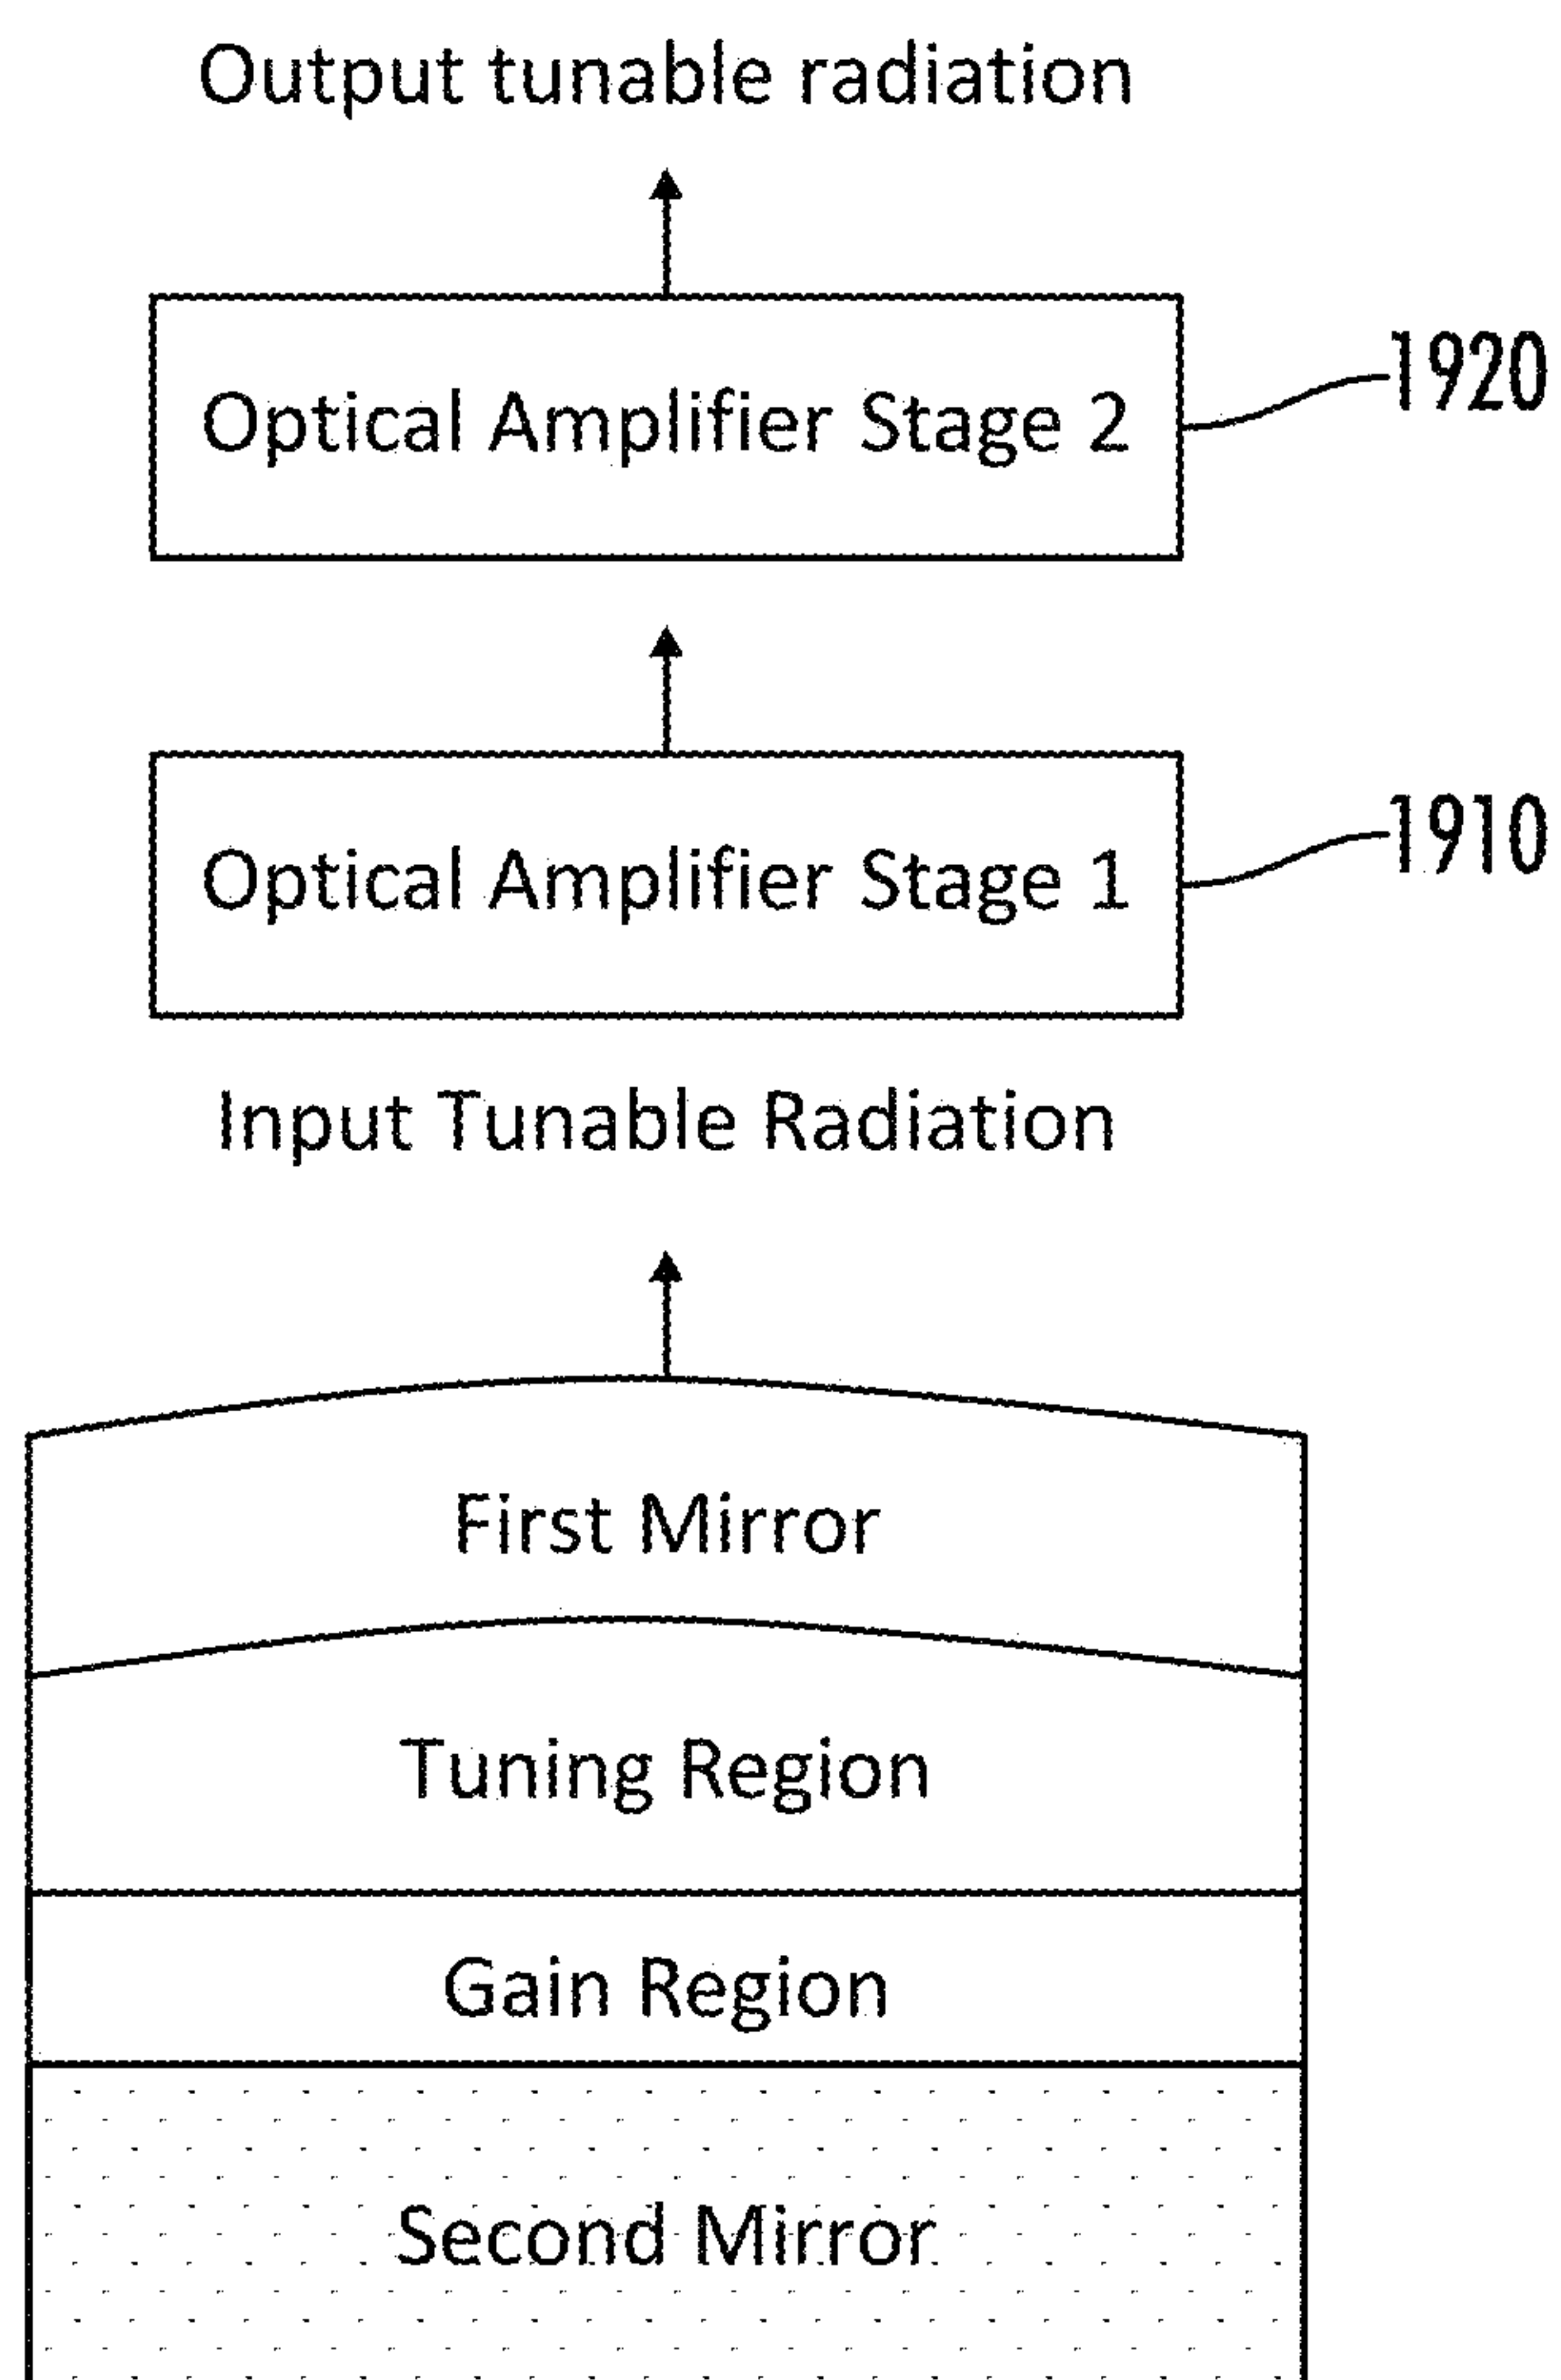 Output tunable radiation
Optical Amplifier Stage 2
1920
Optical Amplifier Stage 1
1910
Input Tunable Radiation
First Mirror
Tuning Region
Gain Region
Second Mirror